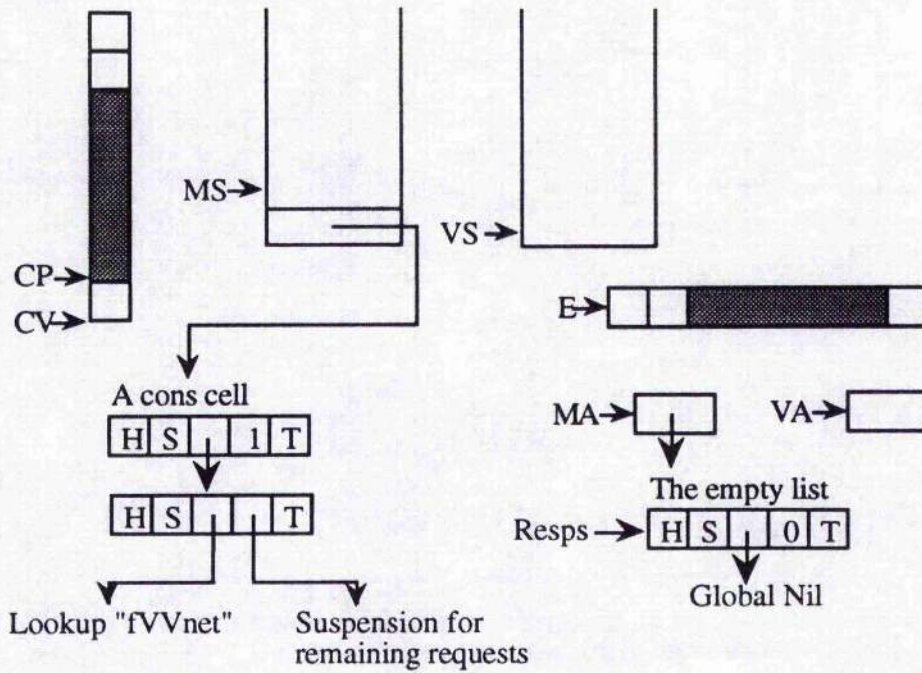 MS
VS
CP
CV
E
A cons cell
MA
VA
H S 1 T
The empty list
H S T
Resps
H S 0 T
Lookup "fVVnet"
Suspension for
remaining requests
Global Nil